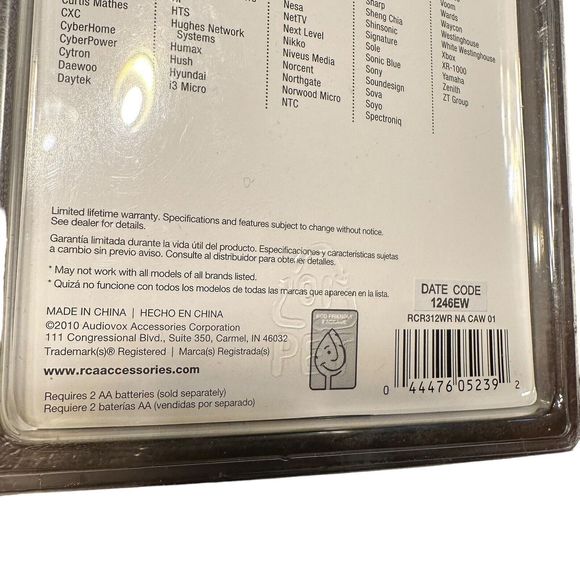 Curtis Mathes
CXC
CyberHome
CyberPower
Cytron
Daewoo
Daytek
HTS
Hughes Network
Systems
Humax
Hush
Hyundai
i3 Micro
Nesa
NetTV
Next Level
Nikko
Niveus Media
Norcent
Northgate
Norwood Micro
NTC
Sharp
Sheng Chia
Shinsonic
Signature
Sole
Sonic Blue
Sony
Soundesign
Sova
Soyo
Spectroniq
Voom
Wards
Waycon
Westinghouse
White Westinghouse
Xbox
XR-1000
Yamaha
Zenith
ZT Group
Limited lifetime warranty. Specifications and features subject to change without notice.
See dealer for details.
Garantía limitada durante la vida útil del producto. Especificaciones y características sujetas
a cambio sin previo aviso. Consulte al distribuidor para obtener detalles.
* May not work with all models of all brands listed.
* Quizá no funcione con todos los modelos de todas las marcas que aparecen en la lista.
MADE IN CHINA | HECHO EN CHINA
©2010 Audiovox Accessories Corporation
111 Congressional Blvd., Suite 350, Carmel, IN 46032
Trademark(s)® Registered | Marca(s) Registrada(s)
www.rcaaccessories.com
Requires 2 AA batteries (sold separately)
Requiere 2 baterías AA (vendidas por separado)
ECO FRIENDLY
PACKAGE
DATE CODE
1246EW
RCR312WR NA CAW 01
0 44476 05239 2